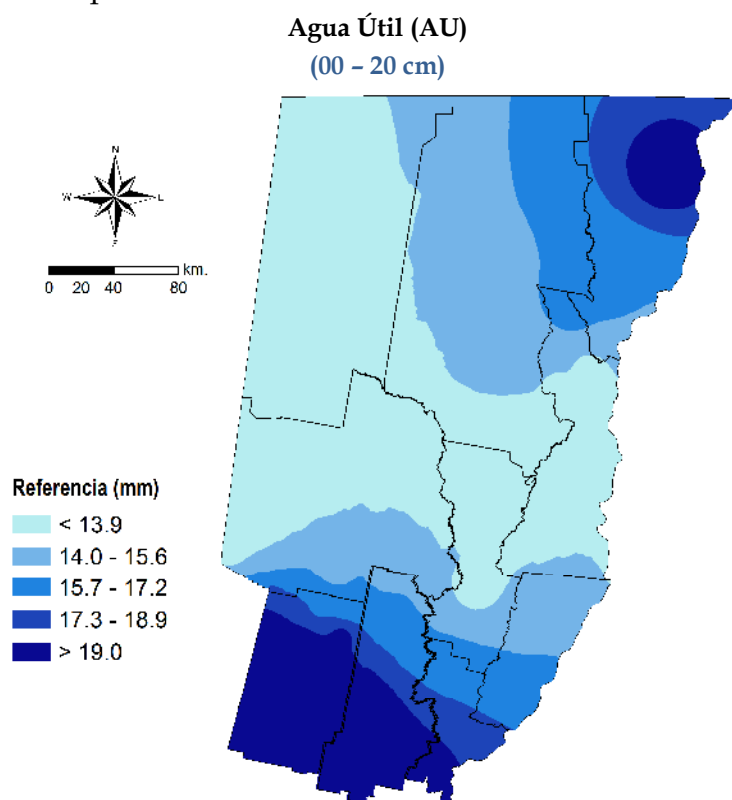 Agua Útil (AU)
(00 – 20 cm)
N
W
L
F
km.
0 20 40 80
Referencia (mm)
< 13.9
14.0 - 15.6
15.7 - 17.2
17.3 - 18.9
> 19.0